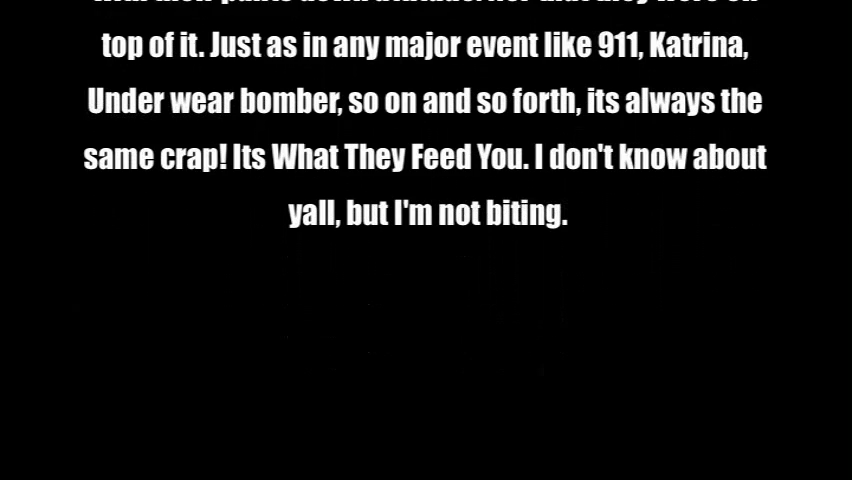 top of it. Just as in any major event like 911, Katrina,
Under wear bomber, so on and so forth, its always the
same crap! Its What They Feed You. I don't know about
yall, but I'm not biting.